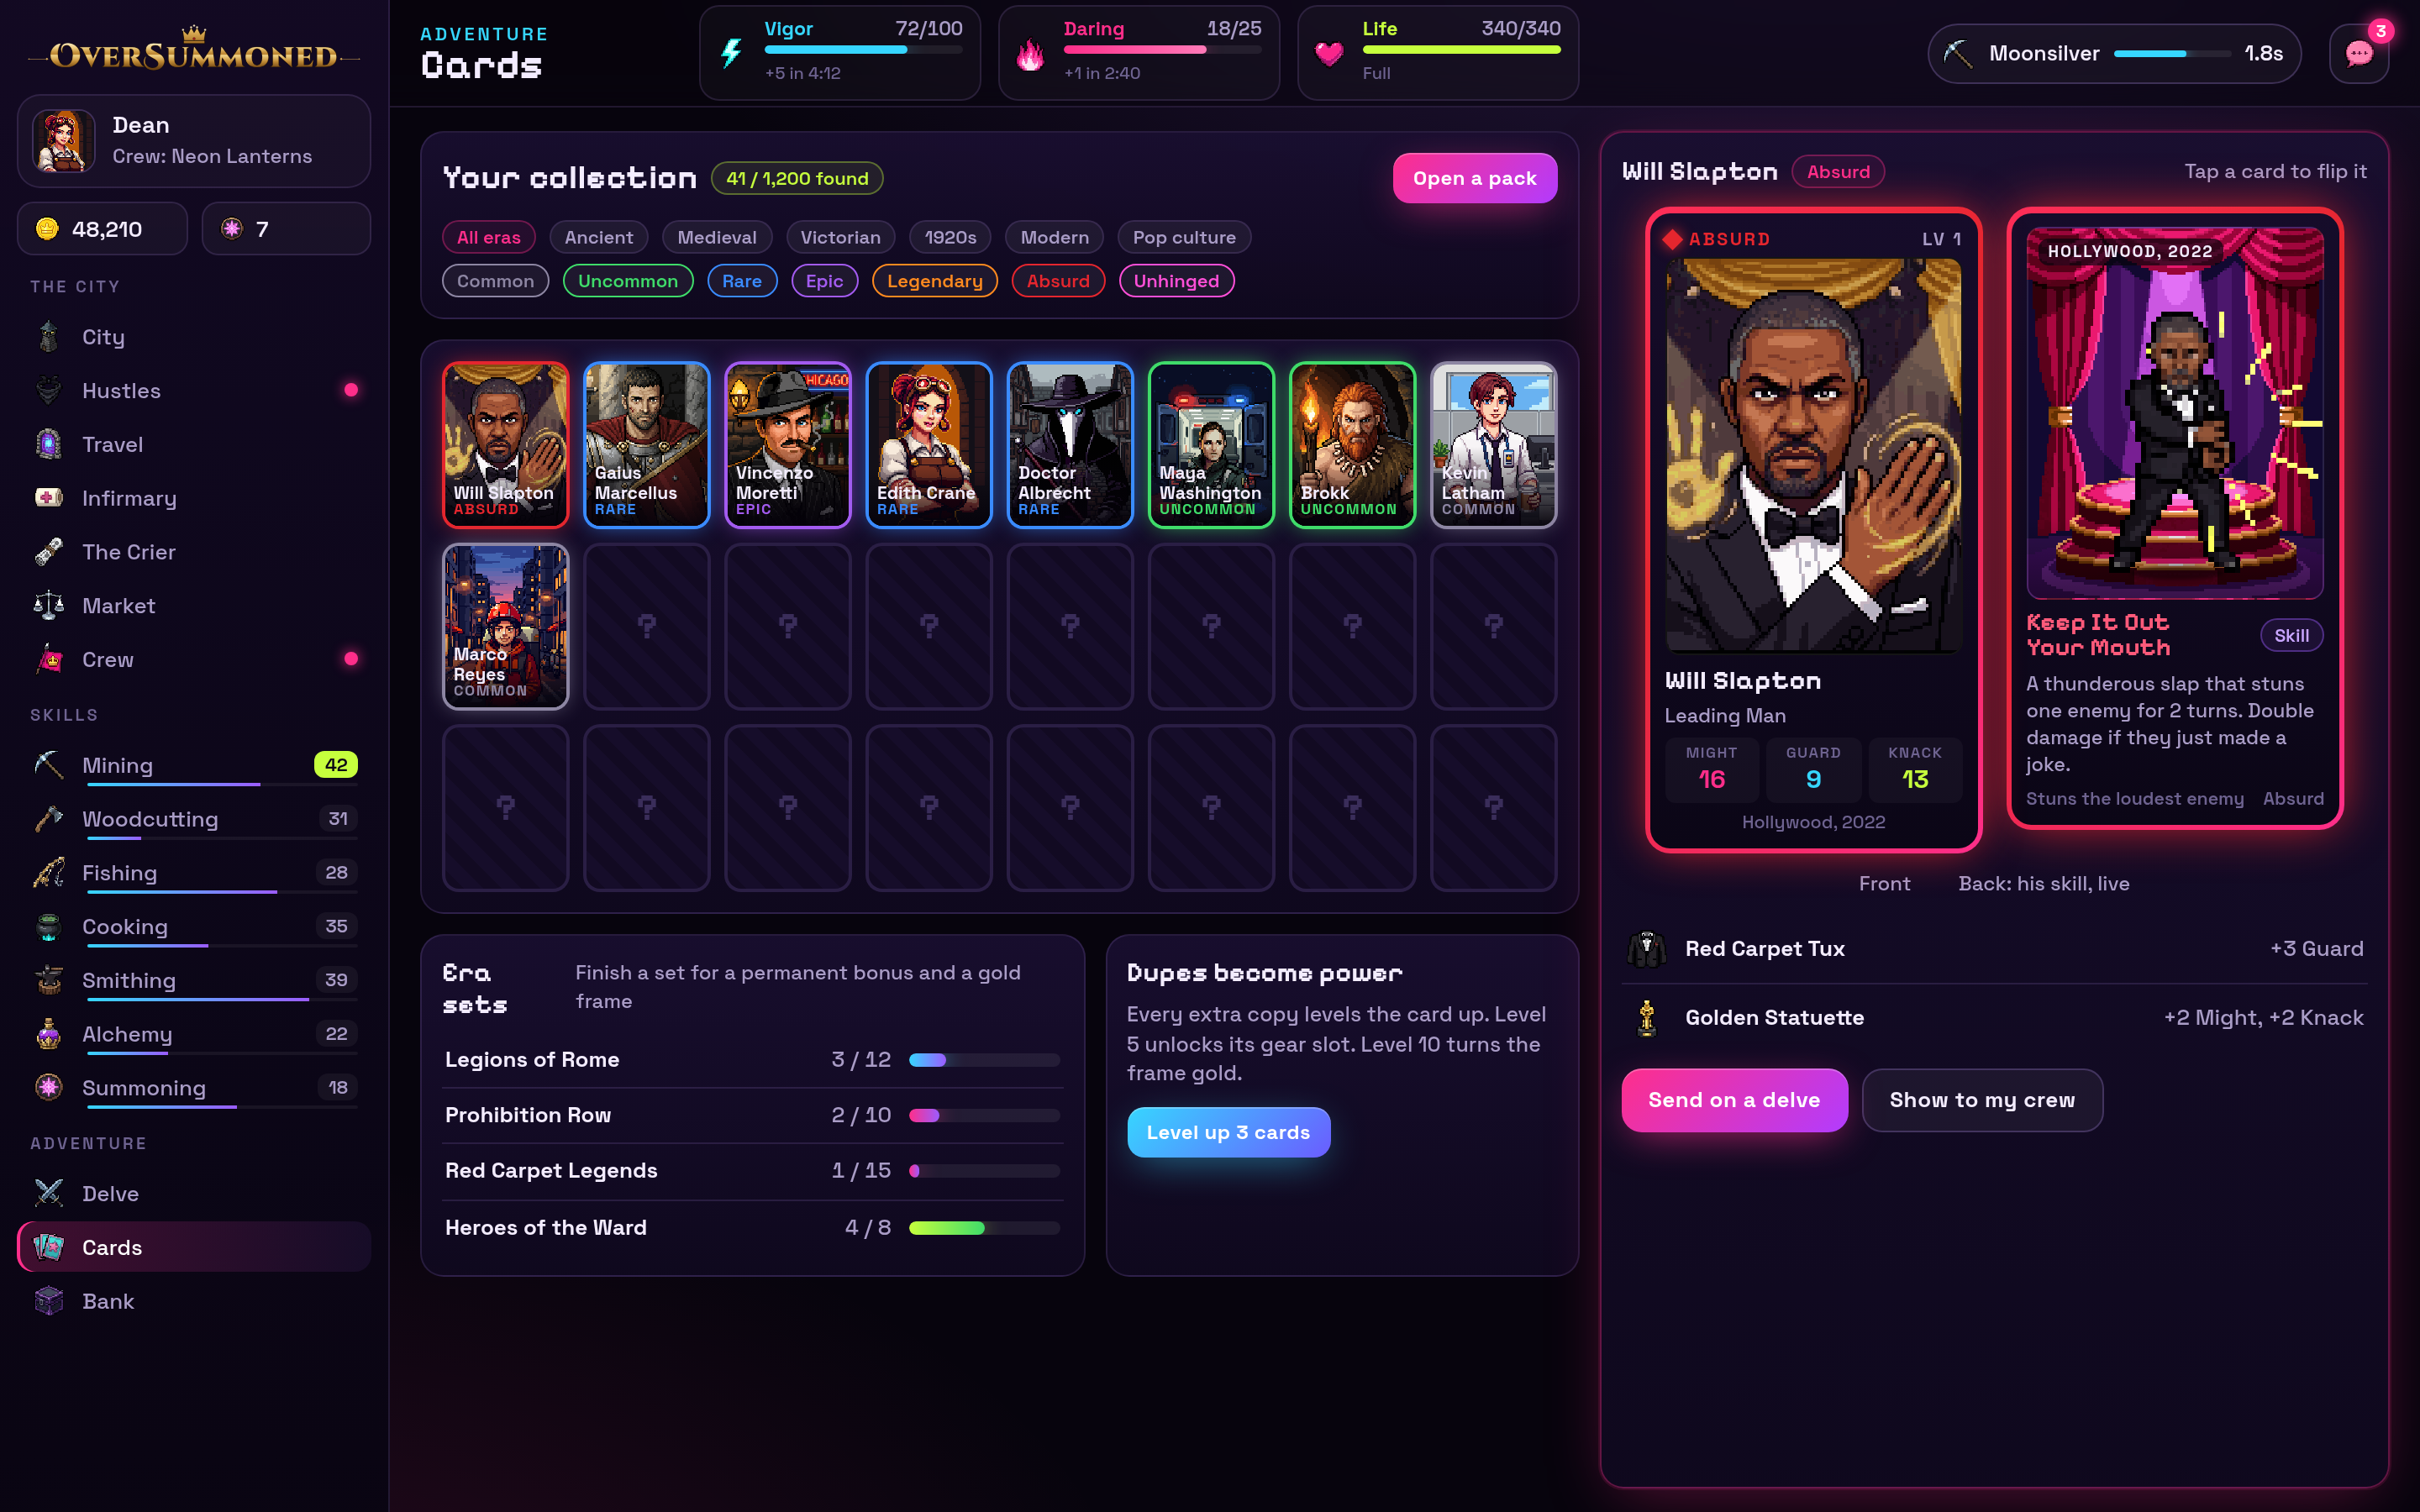 OVERSUMMONED
Dean
Crew: Neon Lanterns
48,210
7
THE CITY
City
Hustles
Travel
Infirmary
The Crier
Market
Crew
SKILLS
Mining 42
Woodcutting 31
Fishing 28
Cooking 35
Smithing 39
Alchemy 22
Summoning 18
ADVENTURE
Delve
Cards
Bank
ADVENTURE
Cards
Vigor 72/100
+5 in 4:12
Daring 18/25
+1 in 2:40
Life 340/340
Full
Moonsilver 1.8s
3
Your collection 41 / 1,200 found
Open a pack
All eras Ancient Medieval Victorian 1920s Modern Pop culture
Common Uncommon Rare Epic Legendary Absurd Unhinged
Will Slapton
ABSURD
Gaius
Marcellus
RARE
CHICAGO
Vincenzo
Moretti
EPIC
Edith Crane
RARE
Doctor
Albrecht
RARE
Maya
Washington
UNCOMMON
Brokk
UNCOMMON
Kevin
Latham
COMMON
Marco
Reyes
COMMON
? ? ? ? ? ? ?
? ? ? ? ? ? ? ?
Era
sets
Finish a set for a permanent bonus and a gold
frame
Legions of Rome 3 / 12
Prohibition Row 2 / 10
Red Carpet Legends 1 / 15
Heroes of the Ward 4 / 8
Dupes become power
Every extra copy levels the card up. Level
5 unlocks its gear slot. Level 10 turns the
frame gold.
Level up 3 cards
Will Slapton Absurd
Tap a card to flip it
ABSURD LV 1
Will Slapton
Leading Man
MIGHT GUARD KNACK
16 9 13
Hollywood, 2022
HOLLYWOOD, 2022
Keep It Out
Your Mouth
Skill
A thunderous slap that stuns
one enemy for 2 turns. Double
damage if they just made a
joke.
Stuns the loudest enemy Absurd
Front Back: his skill, live
Red Carpet Tux +3 Guard
Golden Statuette +2 Might, +2 Knack
Send on a delve
Show to my crew